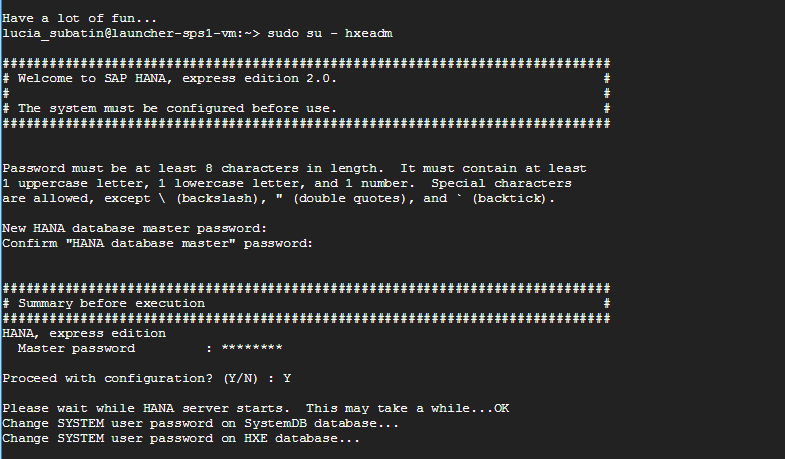 Have a lot of fun...
lucia_subatin@launcher-sps1-vm:~> sudo su - hxeadm
##############################################################################
# Welcome to SAP HANA, express edition 2.0.                                  #
#                                                                            #
# The system must be configured before use.                                  #
##############################################################################
Password must be at least 8 characters in length.  It must contain at least
1 uppercase letter, 1 lowercase letter, and 1 number.  Special characters
are allowed, except \ (backslash), " (double quotes), and ` (backtick).
New HANA database master password:
Confirm "HANA database master" password:
##############################################################################
# Summary before execution                                                   #
##############################################################################
HANA, express edition
  Master password         : ********
Proceed with configuration? (Y/N) : Y
Please wait while HANA server starts.  This may take a while...OK
Change SYSTEM user password on SystemDB database...
Change SYSTEM user password on HXE database...